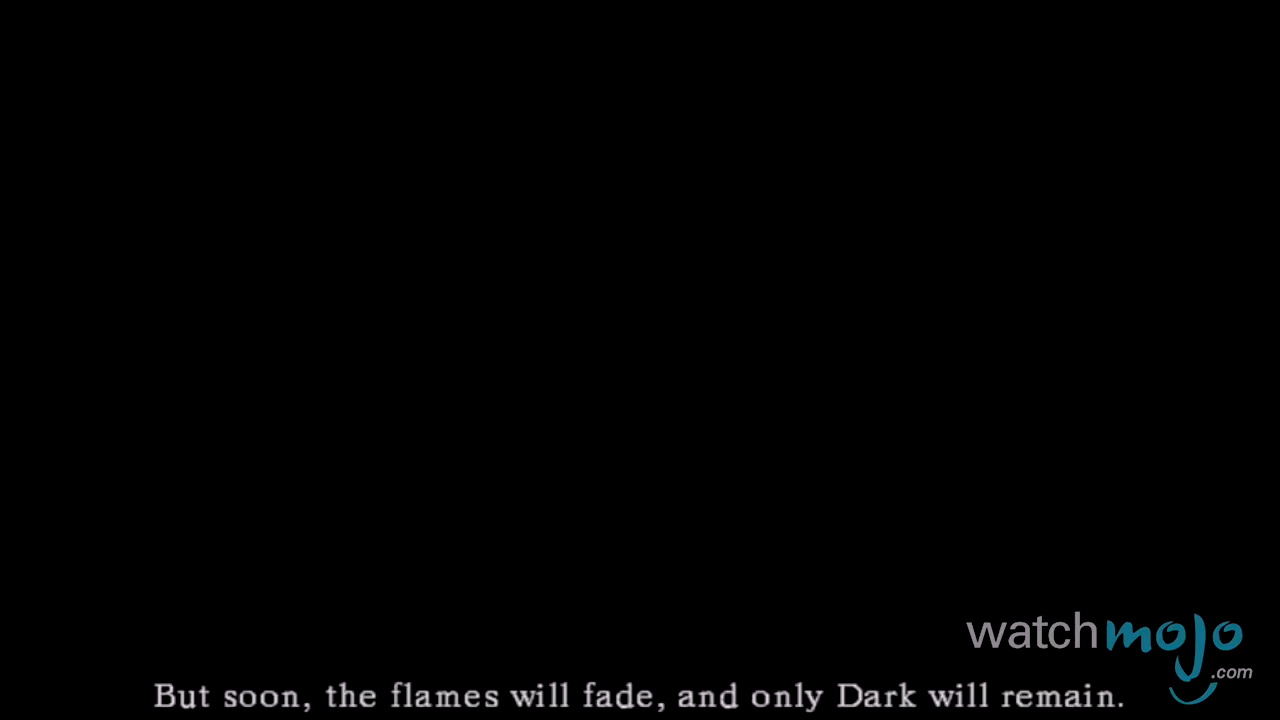 watchmojo
.com
But soon, the flames will fade, and only Dark will remain.